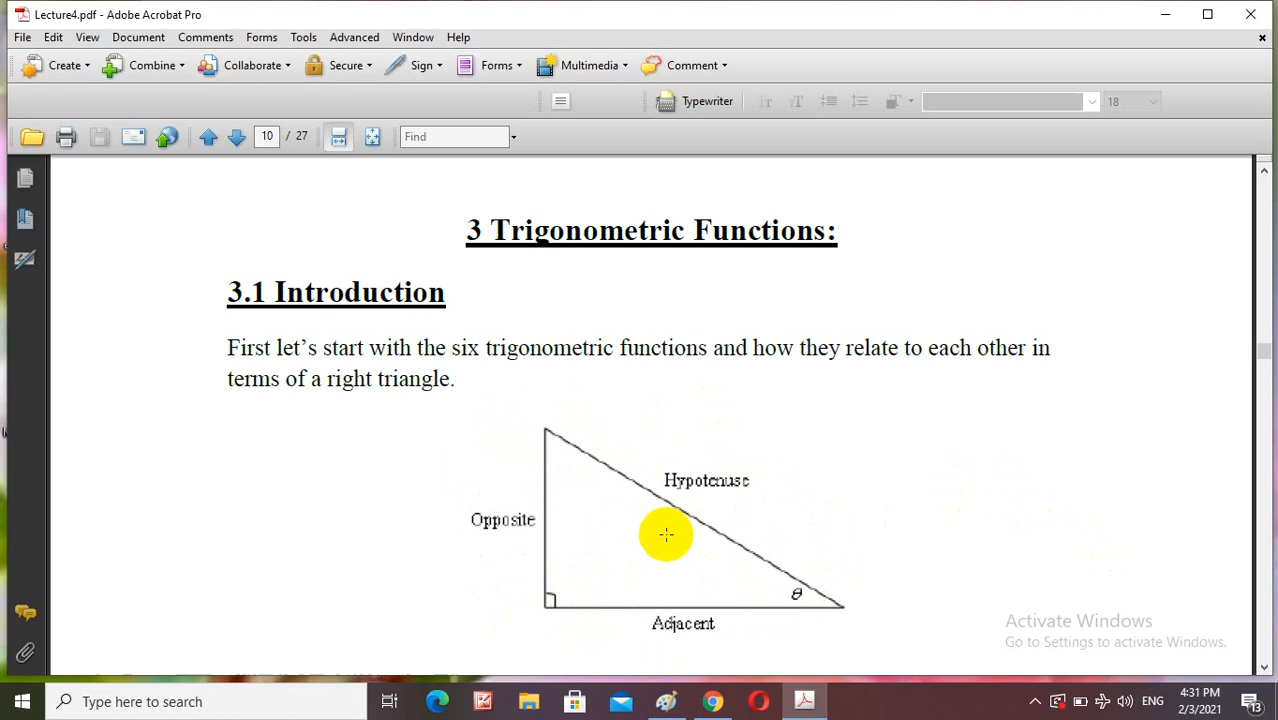 Lecture4.pdf - Adobe Acrobat Pro
File Edit View Document Comments Forms Tools Advanced Window Help
Create Combine Collaborate Secure Sign Forms Multimedia Comment
Typewriter 18
10 / 27 Find
3 Trigonometric Functions:
3.1 Introduction
First let’s start with the six trigonometric functions and how they relate to each other in
terms of a right triangle.
Hypotenuse
Opposite
θ
Adjacent
Activate Windows
Go to Settings to activate Windows.
Type here to search
ENG
4:31 PM
2/3/2021
13